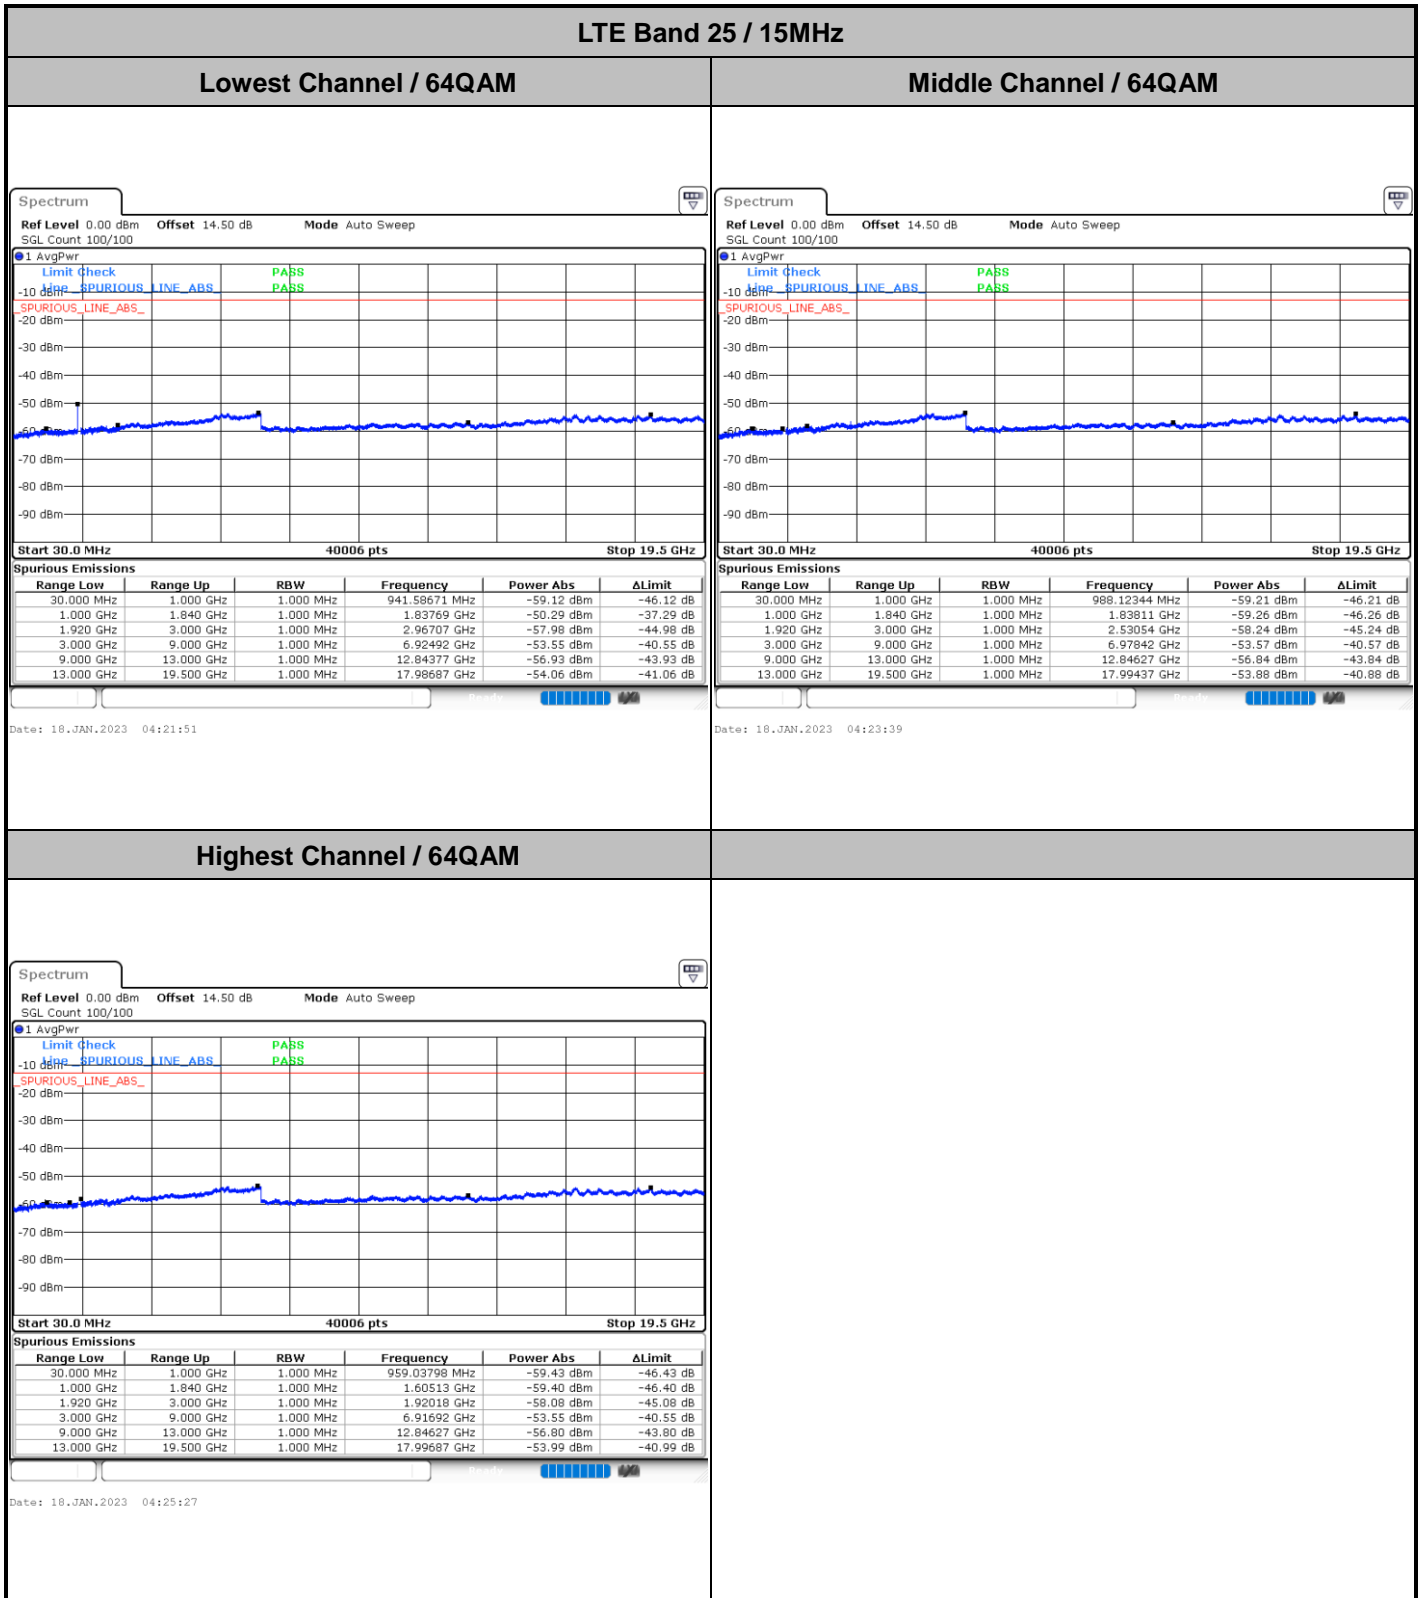 LTE Band 25 / 15MHz
Lowest Channel / 64QAM
Middle Channel / 64QAM
Spectrum
Ref Level 0.00 dBm Offset 14.50 dB Mode Auto Sweep
SGL Count 100/100
1 AvgPwr
Limit Check PASS
Line _SPURIOUS_LINE_ABS_ PASS
-10 dBm
_SPURIOUS_LINE_ABS_
-20 dBm
-30 dBm
-40 dBm
-50 dBm
-60 dBm
-70 dBm
-80 dBm
-90 dBm
Start 30.0 MHz 40006 pts Stop 19.5 GHz
Spurious Emissions
Range Low Range Up RBW Frequency Power Abs ΔLimit
30.000 MHz 1.000 GHz 1.000 MHz 941.58671 MHz -59.12 dBm -46.12 dB
1.000 GHz 1.840 GHz 1.000 MHz 1.83769 GHz -50.29 dBm -37.29 dB
1.920 GHz 3.000 GHz 1.000 MHz 2.96707 GHz -57.98 dBm -44.98 dB
3.000 GHz 9.000 GHz 1.000 MHz 6.92492 GHz -53.55 dBm -40.55 dB
9.000 GHz 13.000 GHz 1.000 MHz 12.84377 GHz -56.93 dBm -43.93 dB
13.000 GHz 19.500 GHz 1.000 MHz 17.98687 GHz -54.06 dBm -41.06 dB
Ready
Date: 18.JAN.2023 04:21:51
Spectrum
Ref Level 0.00 dBm Offset 14.50 dB Mode Auto Sweep
SGL Count 100/100
1 AvgPwr
Limit Check PASS
Line _SPURIOUS_LINE_ABS_ PASS
-10 dBm
_SPURIOUS_LINE_ABS_
-20 dBm
-30 dBm
-40 dBm
-50 dBm
-60 dBm
-70 dBm
-80 dBm
-90 dBm
Start 30.0 MHz 40006 pts Stop 19.5 GHz
Spurious Emissions
Range Low Range Up RBW Frequency Power Abs ΔLimit
30.000 MHz 1.000 GHz 1.000 MHz 988.12344 MHz -59.21 dBm -46.21 dB
1.000 GHz 1.840 GHz 1.000 MHz 1.83811 GHz -59.26 dBm -46.26 dB
1.920 GHz 3.000 GHz 1.000 MHz 2.53054 GHz -58.24 dBm -45.24 dB
3.000 GHz 9.000 GHz 1.000 MHz 6.97842 GHz -53.57 dBm -40.57 dB
9.000 GHz 13.000 GHz 1.000 MHz 12.84627 GHz -56.84 dBm -43.84 dB
13.000 GHz 19.500 GHz 1.000 MHz 17.99437 GHz -53.88 dBm -40.88 dB
Ready
Date: 18.JAN.2023 04:23:39
Highest Channel / 64QAM
Spectrum
Ref Level 0.00 dBm Offset 14.50 dB Mode Auto Sweep
SGL Count 100/100
1 AvgPwr
Limit Check PASS
Line _SPURIOUS_LINE_ABS_ PASS
-10 dBm
_SPURIOUS_LINE_ABS_
-20 dBm
-30 dBm
-40 dBm
-50 dBm
-60 dBm
-70 dBm
-80 dBm
-90 dBm
Start 30.0 MHz 40006 pts Stop 19.5 GHz
Spurious Emissions
Range Low Range Up RBW Frequency Power Abs ΔLimit
30.000 MHz 1.000 GHz 1.000 MHz 959.03798 MHz -59.43 dBm -46.43 dB
1.000 GHz 1.840 GHz 1.000 MHz 1.60513 GHz -59.40 dBm -46.40 dB
1.920 GHz 3.000 GHz 1.000 MHz 1.92018 GHz -58.08 dBm -45.08 dB
3.000 GHz 9.000 GHz 1.000 MHz 6.91692 GHz -53.55 dBm -40.55 dB
9.000 GHz 13.000 GHz 1.000 MHz 12.84627 GHz -56.80 dBm -43.80 dB
13.000 GHz 19.500 GHz 1.000 MHz 17.99687 GHz -53.99 dBm -40.99 dB
Ready
Date: 18.JAN.2023 04:25:27